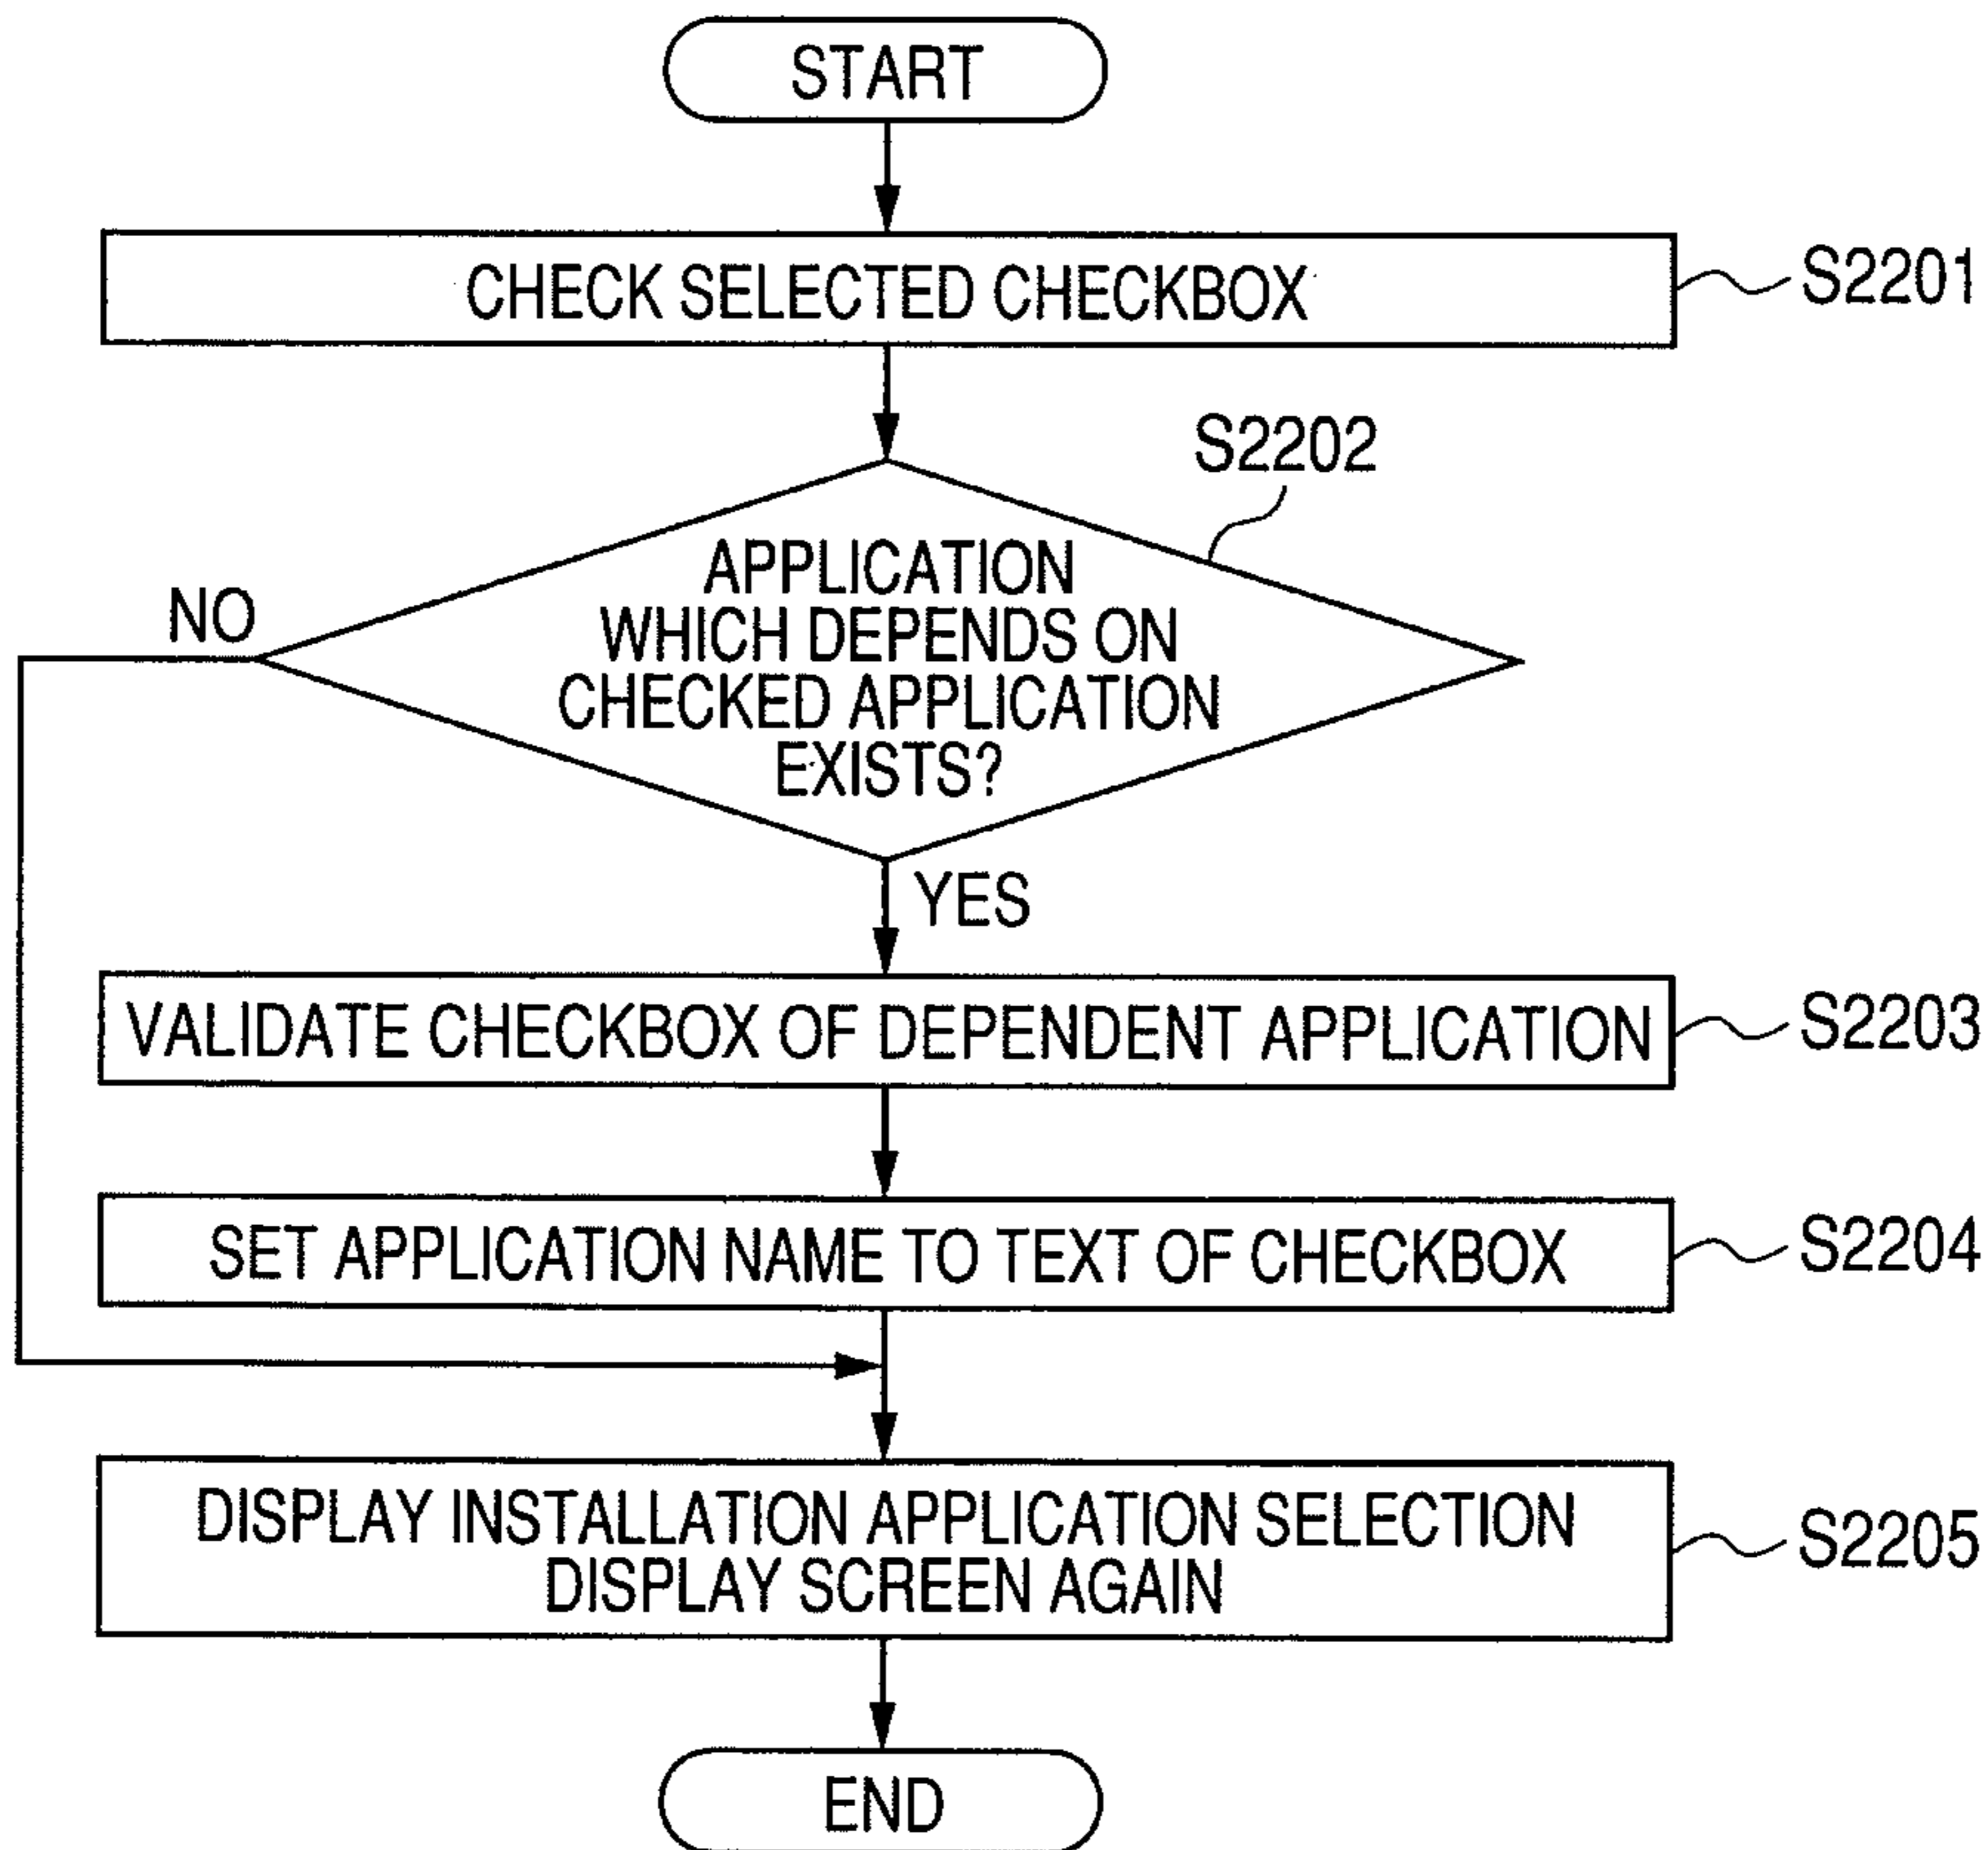 START
CHECK SELECTED CHECKBOX
S2201
S2202
APPLICATION
WHICH DEPENDS ON
CHECKED APPLICATION
EXISTS?
NO
YES
VALIDATE CHECKBOX OF DEPENDENT APPLICATION
S2203
SET APPLICATION NAME TO TEXT OF CHECKBOX
S2204
DISPLAY INSTALLATION APPLICATION SELECTION
DISPLAY SCREEN AGAIN
S2205
END